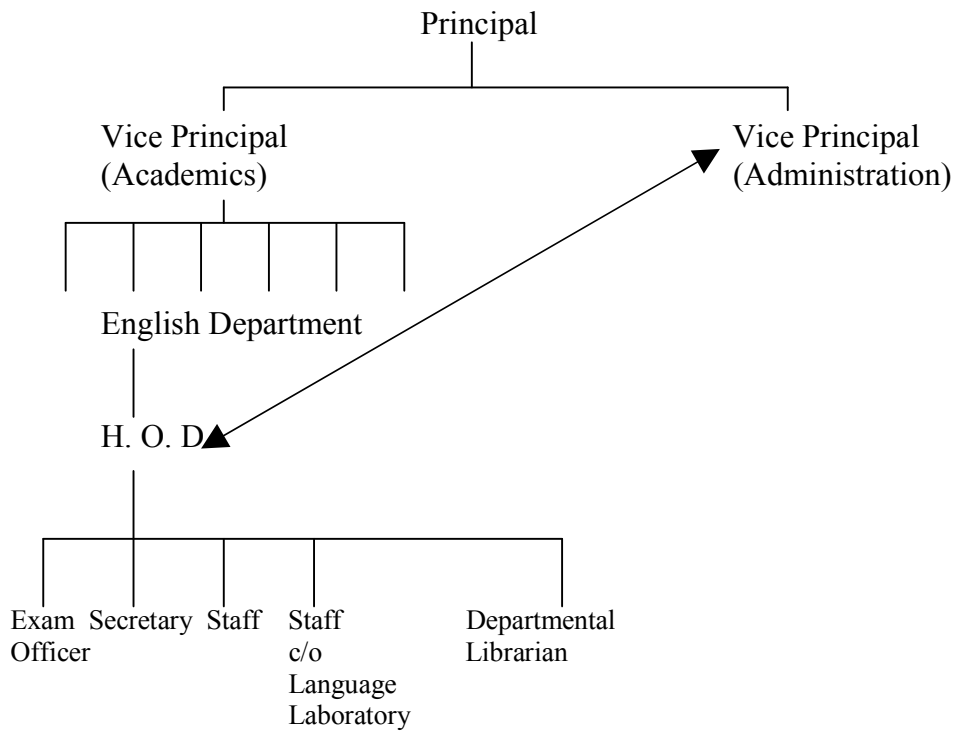 Principal
Vice Principal
(Academics)
Vice Principal
(Administration)
English Department
H. O. D
Exam
Officer
Secretary
Staff
Staff
c/o
Language
Laboratory
Departmental
Librarian